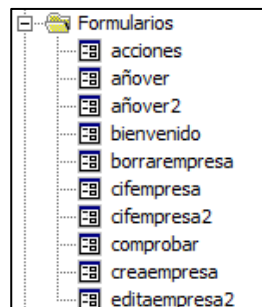 Formularios
acciones
añover
añover2
bienvenido
borrarempresa
cifempresa
cifempresa2
comprobar
creaempresa
editaempresa2